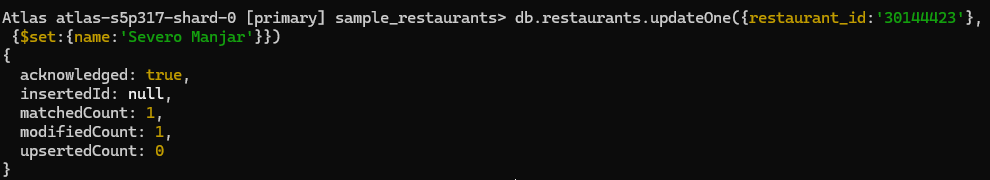 Atlas atlas-s5p317-shard-0 [primary] sample_restaurants> db.restaurants.updateOne({restaurant_id:'30144423'},
{$set:{name:'Severo Manjar'}})
{
acknowledged: true,
insertedId: null,
matchedCount: 1,
modifiedCount: 1,
upsertedCount: 0
}